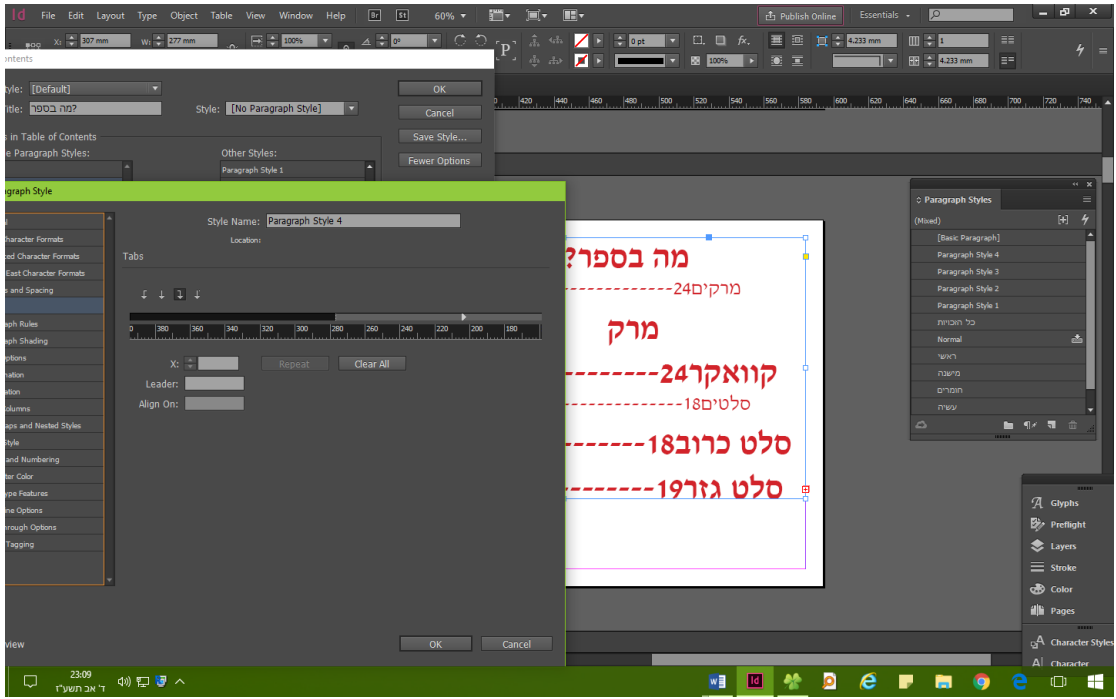 Id File Edit Layout Type Object Table View Window Help Br St 60% Publish Online Essentials
X: 307 mm W: 277 mm 100% 0° 0 pt 4.233 mm 1
100% 4.233 mm
ontents
tyle: [Default] OK
Title: מה בספר? Style: [No Paragraph Style] Cancel
s in Table of Contents Save Style...
e Paragraph Styles: Other Styles: Fewer Options
Paragraph Style 1
420 440 460 480 500 520 540 560 580 600 620 640 660 680 700 720 740
agraph Style
Style Name: Paragraph Style 4
Location:
Tabs
al
Character Formats
ced Character Formats
East Character Formats
s and Spacing
aph Rules
aph Shading
ptions
nation
ation
olumns
aps and Nested Styles
Style
and Numbering
ter Color
ype Features
ne Options
hrough Options
Tagging
0 380 360 340 320 300 280 260 240 220 200 180
X: Repeat Clear All
Leader:
Align On:
view OK Cancel
מה בספר?
מרקים24-------------
מרק
קוואקר24---------
סלטים18-------------
סלט כרוב18-------
סלט גזר19--------
Paragraph Styles
(Mixed)
[Basic Paragraph]
Paragraph Style 4
Paragraph Style 3
Paragraph Style 2
Paragraph Style 1
כל הזכויות
Normal
ראשי
מישנה
חומרים
עשיה
Glyphs
Preflight
Layers
Stroke
Color
Pages
Character Styles
Character
23:09
ד' אב תשע"ז